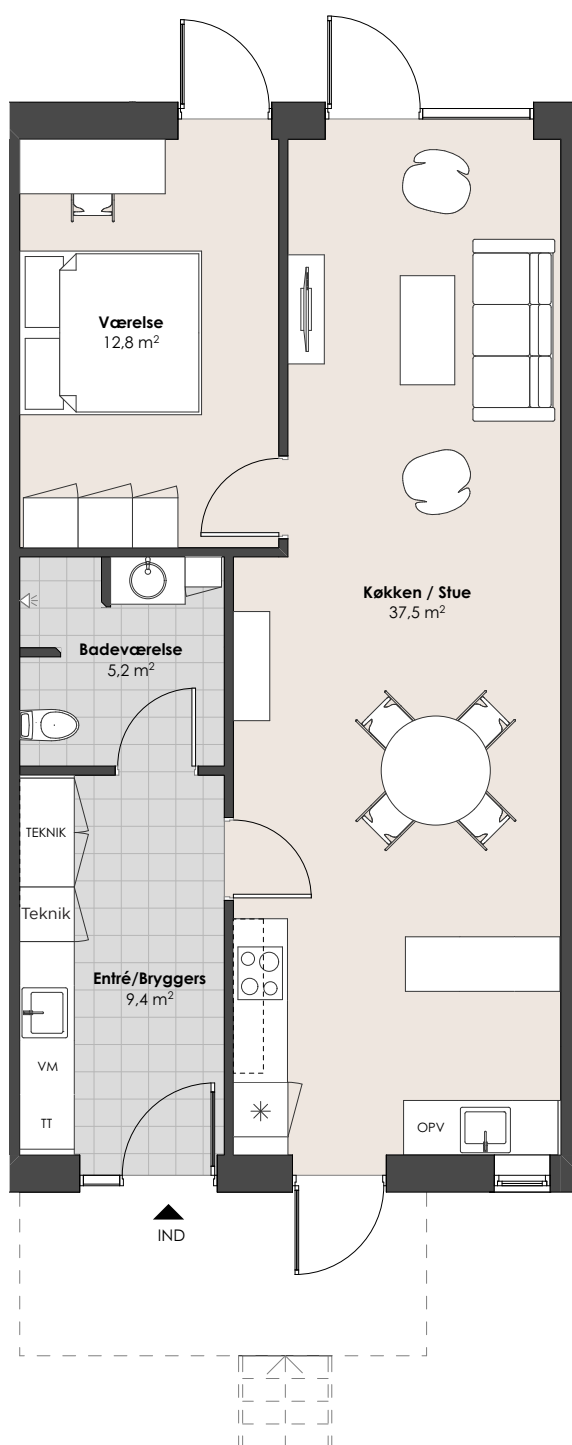 Værelse
12,8 m²
Køkken / Stue
37,5 m²
Badeværelse
5,2 m²
TEKNIK
Teknik
Entré/Bryggers
9,4 m²
VM
TT
OPV
IND